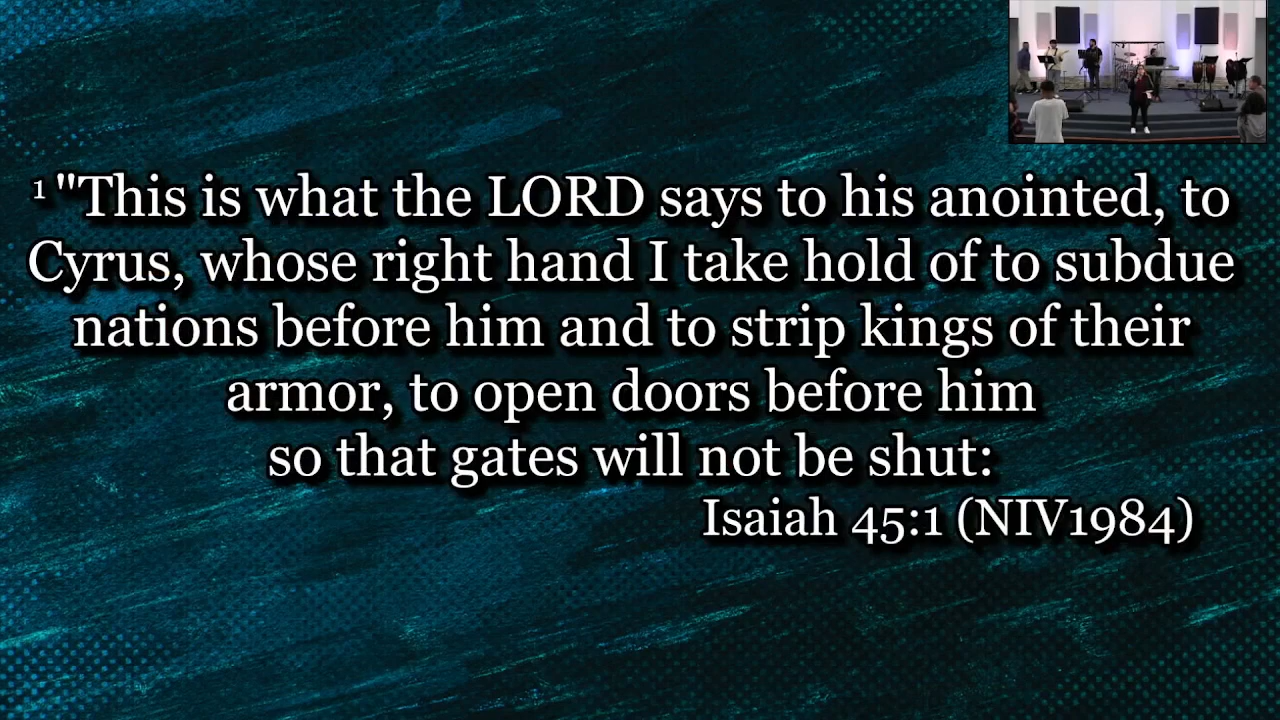 1 "This is what the LORD says to his anointed, to
Cyrus, whose right hand I take hold of to subdue
nations before him and to strip kings of their
armor, to open doors before him
so that gates will not be shut:
Isaiah 45:1 (NIV1984)